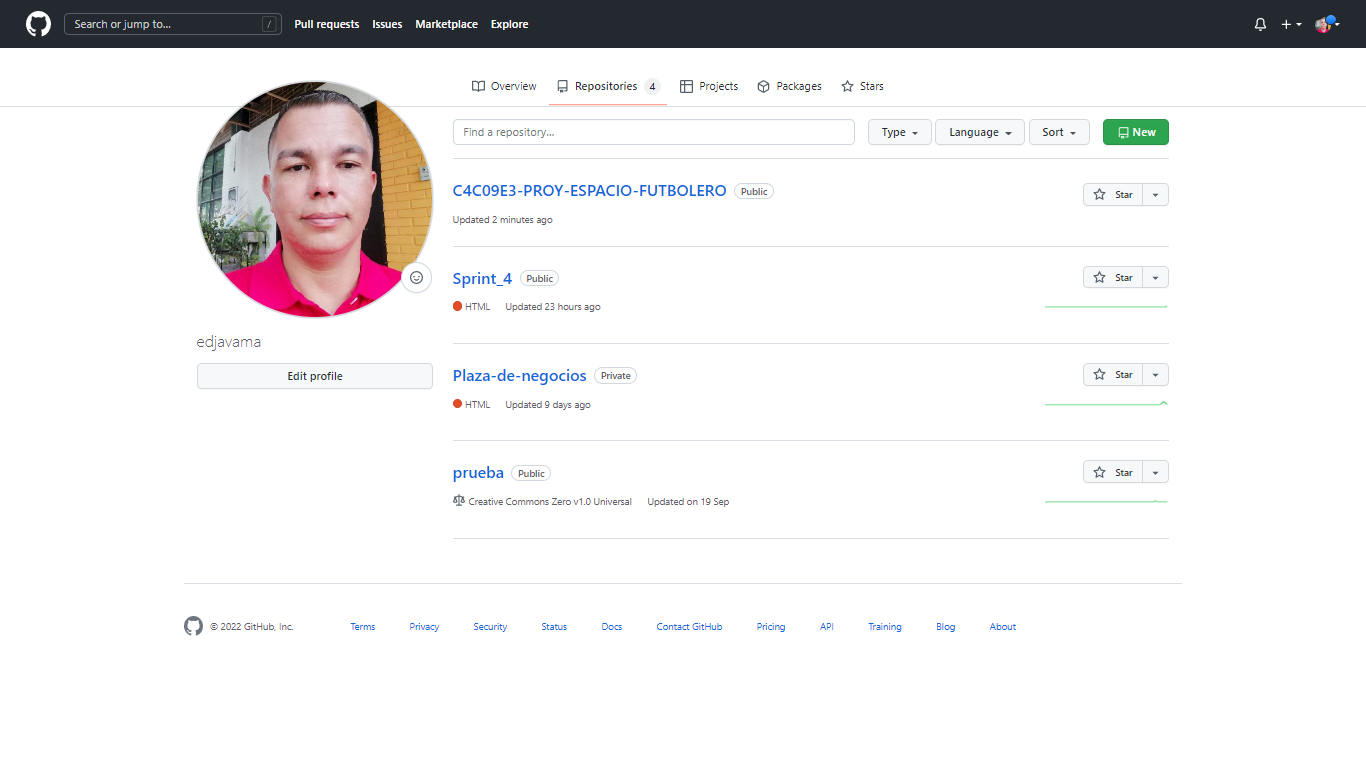 Search or jump to... /
Pull requests Issues Marketplace Explore
Overview Repositories 4 Projects Packages Stars
Find a repository... Type Language Sort New
C4C09E3-PROY-ESPACIO-FUTBOLERO Public Star
Updated 2 minutes ago
Sprint_4 Public Star
HTML Updated 23 hours ago
edjavama
Edit profile
Plaza-de-negocios Private Star
HTML Updated 9 days ago
prueba Public Star
Creative Commons Zero v1.0 Universal Updated on 19 Sep
© 2022 GitHub, Inc. Terms Privacy Security Status Docs Contact GitHub Pricing API Training Blog About